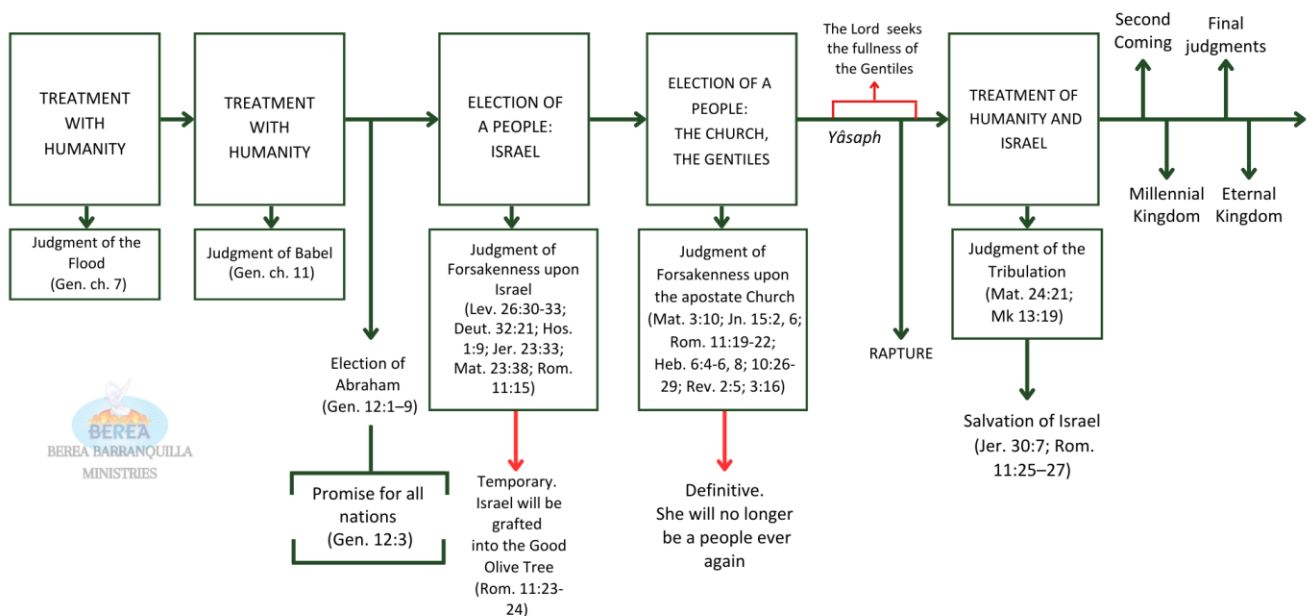 TREATMENT
WITH
HUMANITY
Judgment of the
Flood
(Gen. ch. 7)
TREATMENT
WITH
HUMANITY
Judgment of Babel
(Gen. ch. 11)
Election of
Abraham
(Gen. 12:1–9)
Promise for all
nations
(Gen. 12:3)
ELECTION OF
A PEOPLE:
ISRAEL
Judgment of
Forsakenness upon
Israel
(Lev. 26:30-33;
Deut. 32:21; Hos.
1:9; Jer. 23:33;
Mat. 23:38; Rom.
11:15)
Temporary.
Israel will be
grafted
into the Good
Olive Tree
(Rom. 11:23-
24)
ELECTION OF A
PEOPLE:
THE CHURCH,
THE GENTILES
Judgment of
Forsakenness upon
the apostate Church
(Mat. 3:10; Jn. 15:2, 6;
Rom. 11:19-22;
Heb. 6:4-6, 8; 10:26-
29; Rev. 2:5; 3:16)
Definitive.
She will no longer
be a people ever
again
The Lord seeks
the fullness of
the Gentiles
Yâsaph
RAPTURE
TREATMENT OF
HUMANITY AND
ISRAEL
Judgment of the
Tribulation
(Mat. 24:21;
Mk 13:19)
Salvation of Israel
(Jer. 30:7; Rom.
11:25–27)
Second
Coming
Final
judgments
Millennial
Kingdom
Eternal
Kingdom
BEREA
BEREA BARRANQUILLA
MINISTRIES